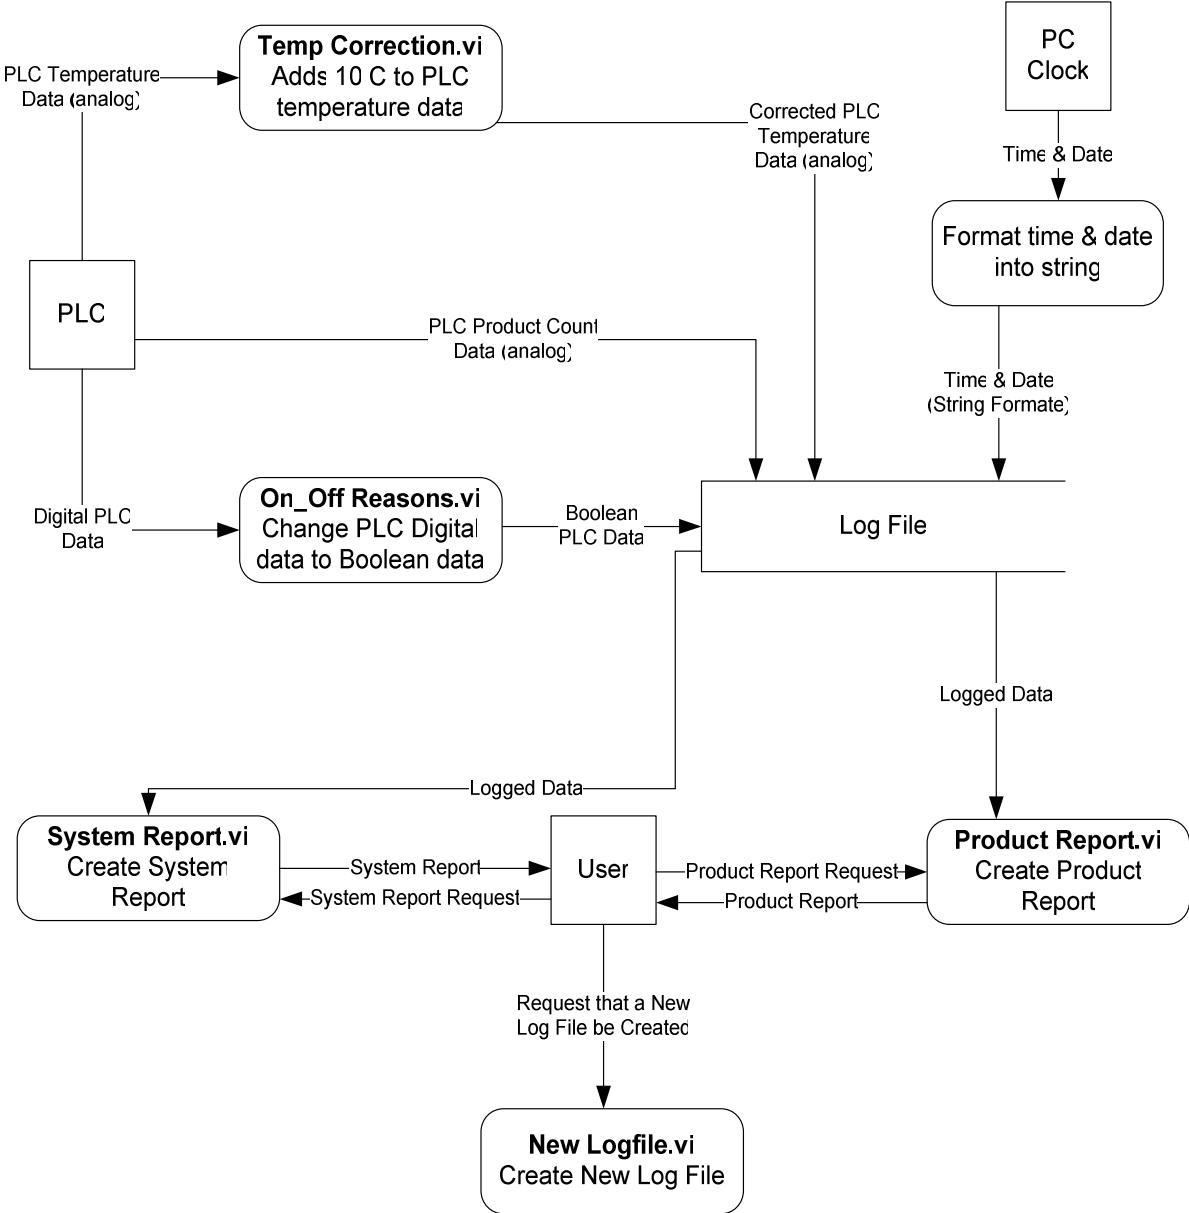 Temp Correction.vi
Adds 10 C to PLC
temperature data
PC
Clock
PLC Temperature
Data (analog)
Corrected PLC
Temperature
Data (analog)
Time & Date
Format time & date
into string
PLC
PLC Product Count
Data (analog)
Time & Date
(String Formate)
On_Off Reasons.vi
Change PLC Digital
data to Boolean data
Digital PLC
Data
Boolean
PLC Data
Log File
Logged Data
Logged Data
System Report.vi
Create System
Report
System Report
System Report Request
User
Product Report Request
Product Report
Product Report.vi
Create Product
Report
Request that a New
Log File be Created
New Logfile.vi
Create New Log File